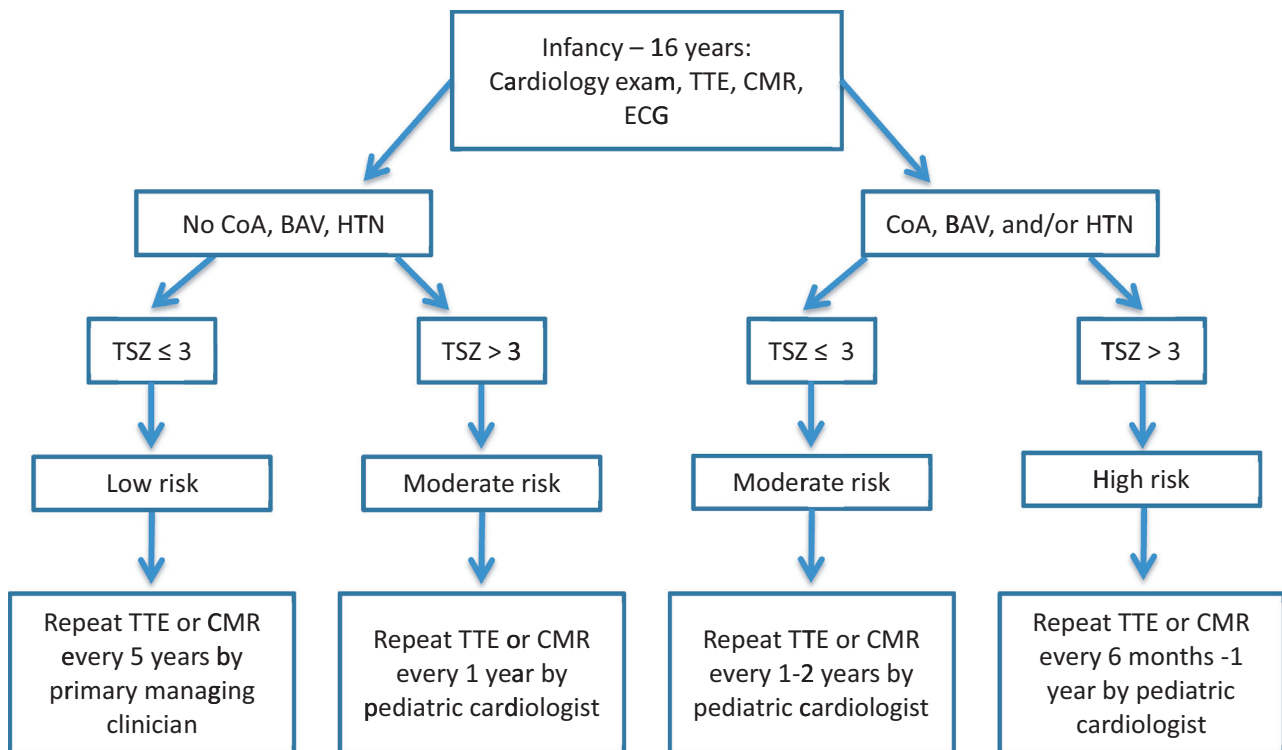 Infancy – 16 years:
Cardiology exam, TTE, CMR,
ECG
No CoA, BAV, HTN
CoA, BAV, and/or HTN
TSZ ≤ 3
TSZ > 3
TSZ ≤ 3
TSZ > 3
Low risk
Moderate risk
Moderate risk
High risk
Repeat TTE or CMR
every 5 years by
primary managing
clinician
Repeat TTE or CMR
every 1 year by
pediatric cardiologist
Repeat TTE or CMR
every 1-2 years by
pediatric cardiologist
Repeat TTE or CMR
every 6 months -1
year by pediatric
cardiologist